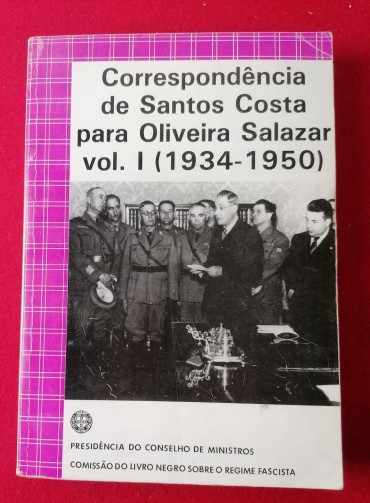 Correspondência
de Santos Costa
para Oliveira Salazar
vol. I (1934-1950)
PRESIDÊNCIA DO CONSELHO DE MINISTROS
COMISSÃO DO LIVRO NEGRO SOBRE O REGIME FASCISTA